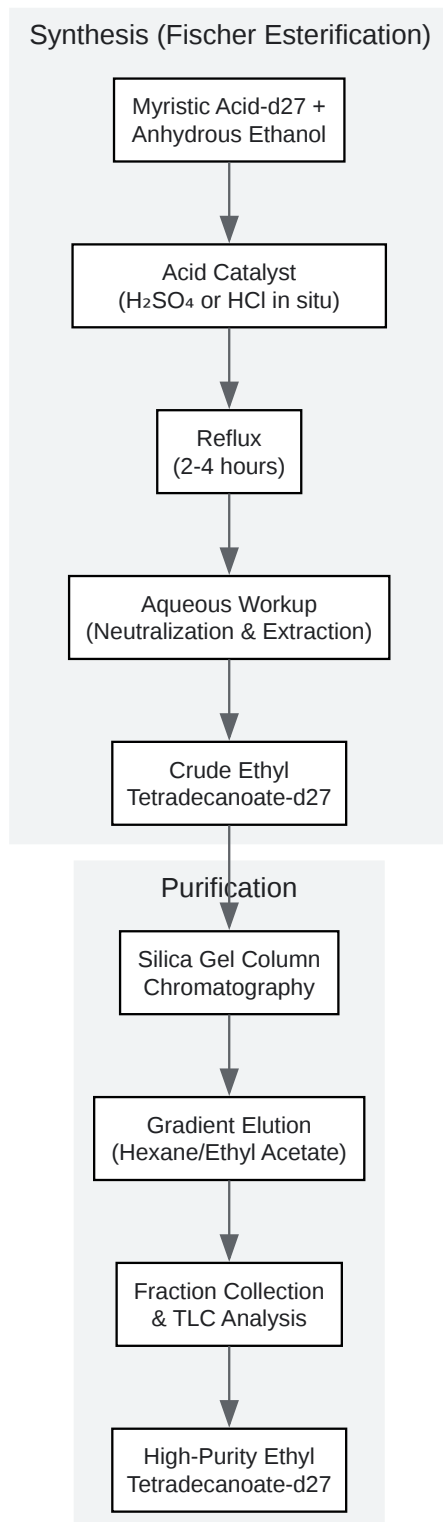 Synthesis (Fischer Esterification)
Myristic Acid-d27 +
Anhydrous Ethanol
Acid Catalyst
(H₂SO₄ or HCl in situ)
Reflux
(2-4 hours)
Aqueous Workup
(Neutralization & Extraction)
Crude Ethyl
Tetradecanoate-d27
Purification
Silica Gel Column
Chromatography
Gradient Elution
(Hexane/Ethyl Acetate)
Fraction Collection
& TLC Analysis
High-Purity Ethyl
Tetradecanoate-d27